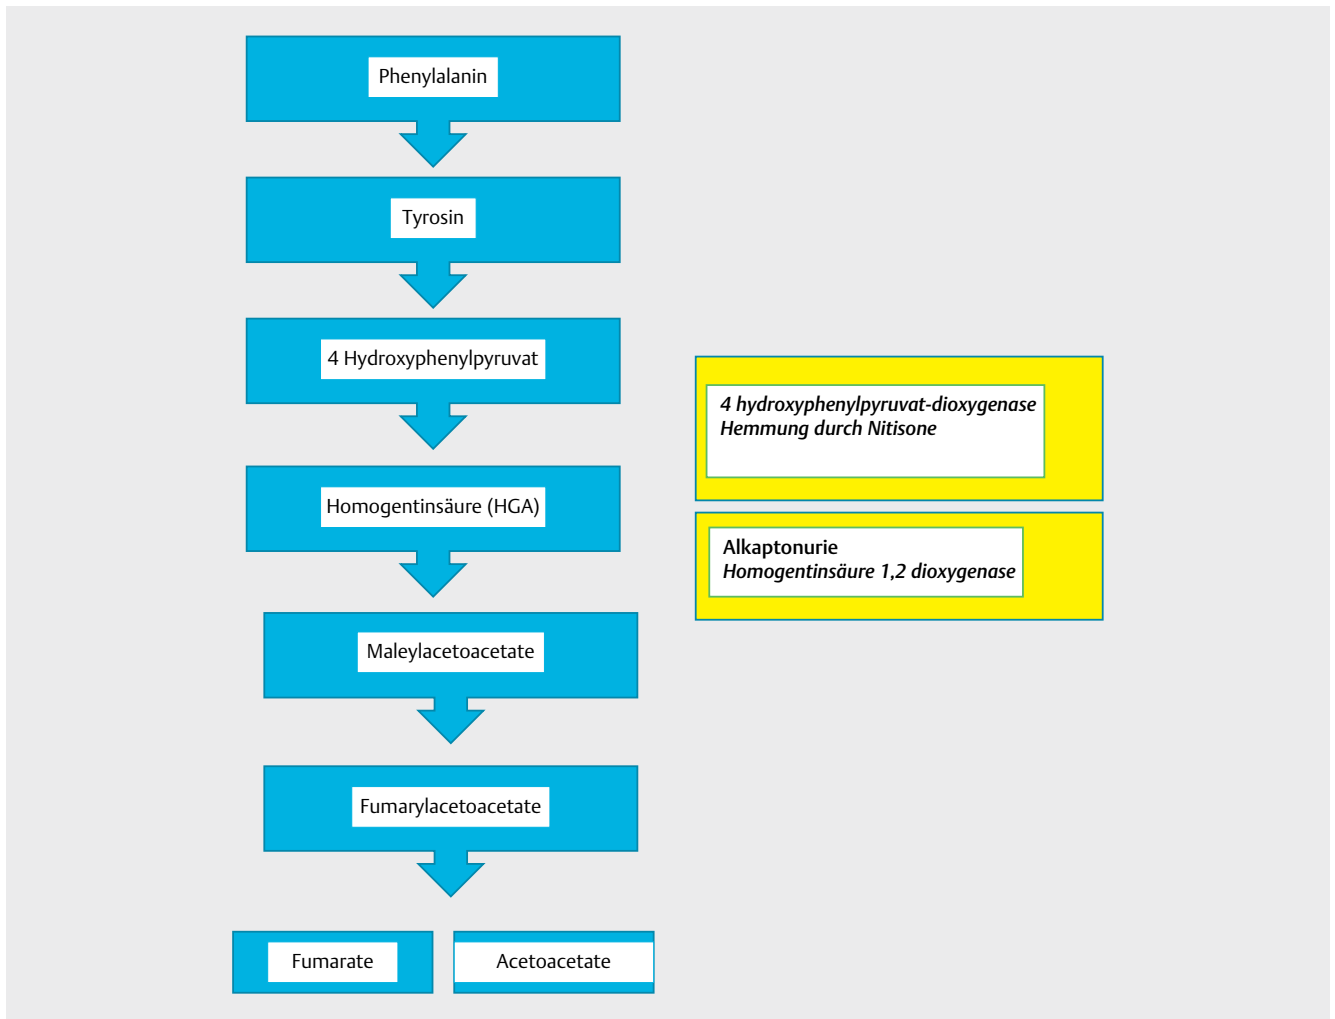 Phenylalanin
Tyrosin
4 Hydroxyphenylpyruvat
4 hydroxyphenylpyruvat-dioxygenase
Hemmung durch Nitisone
Homogentinsäure (HGA)
Alkaptonurie
Homogentinsäure 1,2 dioxygenase
Maleylacetoacetate
Fumarylacetoacetate
Fumarate
Acetoacetate